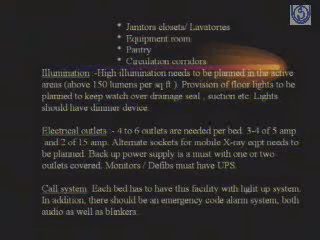 * Janitors closets/ Lavatories
* Equipment room
* Pantry
* Circulation corridors
Illumination :-High illumination needs to be planned in the active
areas (above 150 lumens per sq ft ). Provision of floor lights to be
planned to keep watch over drainage seal , suction etc. Lights
should have dimmer device.
Electrical outlets :- 4 to 6 outlets are needed per bed. 3-4 of 5 amp
and 2 of 15 amp. Alternate sockets for mobile X-ray eqpt needs to
be planned. Back up power supply is a must with one or two
outlets covered. Monitors / Defibs must have UPS.
Call system: Each bed has to have this facility with light up system.
In addition, there should be an emergency code alarm system, both
audio as well as blinkers.